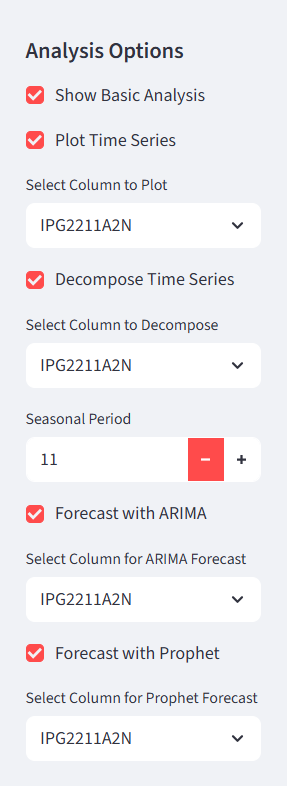 Analysis Options
Show Basic Analysis
Plot Time Series
Select Column to Plot
IPG2211A2N
Decompose Time Series
Select Column to Decompose
IPG2211A2N
Seasonal Period
11
Forecast with ARIMA
Select Column for ARIMA Forecast
IPG2211A2N
Forecast with Prophet
Select Column for Prophet Forecast
IPG2211A2N